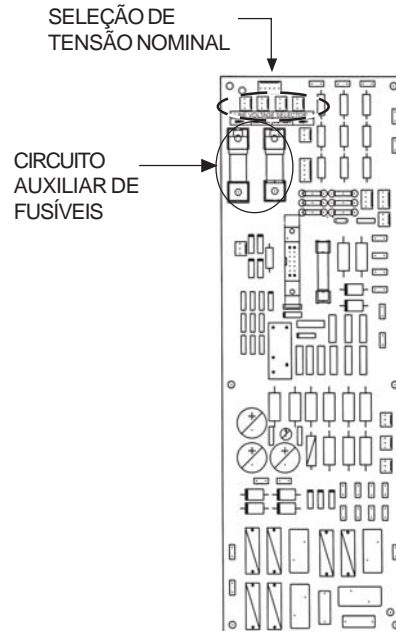 SELEÇÃO DE
TENSÃO NOMINAL
CIRCUITO
AUXILIAR DE
FUSÍVEIS